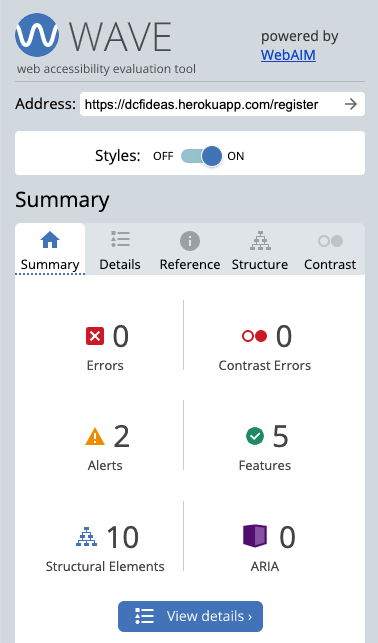 WAVE
web accessibility evaluation tool
powered by
WebAIM
Address: https://dcfideas.herokuapp.com/register
Styles: OFF ON
Summary
Summary Details Reference Structure Contrast
0 0
Errors Contrast Errors
2 5
Alerts Features
10 0
Structural Elements ARIA
View details ›